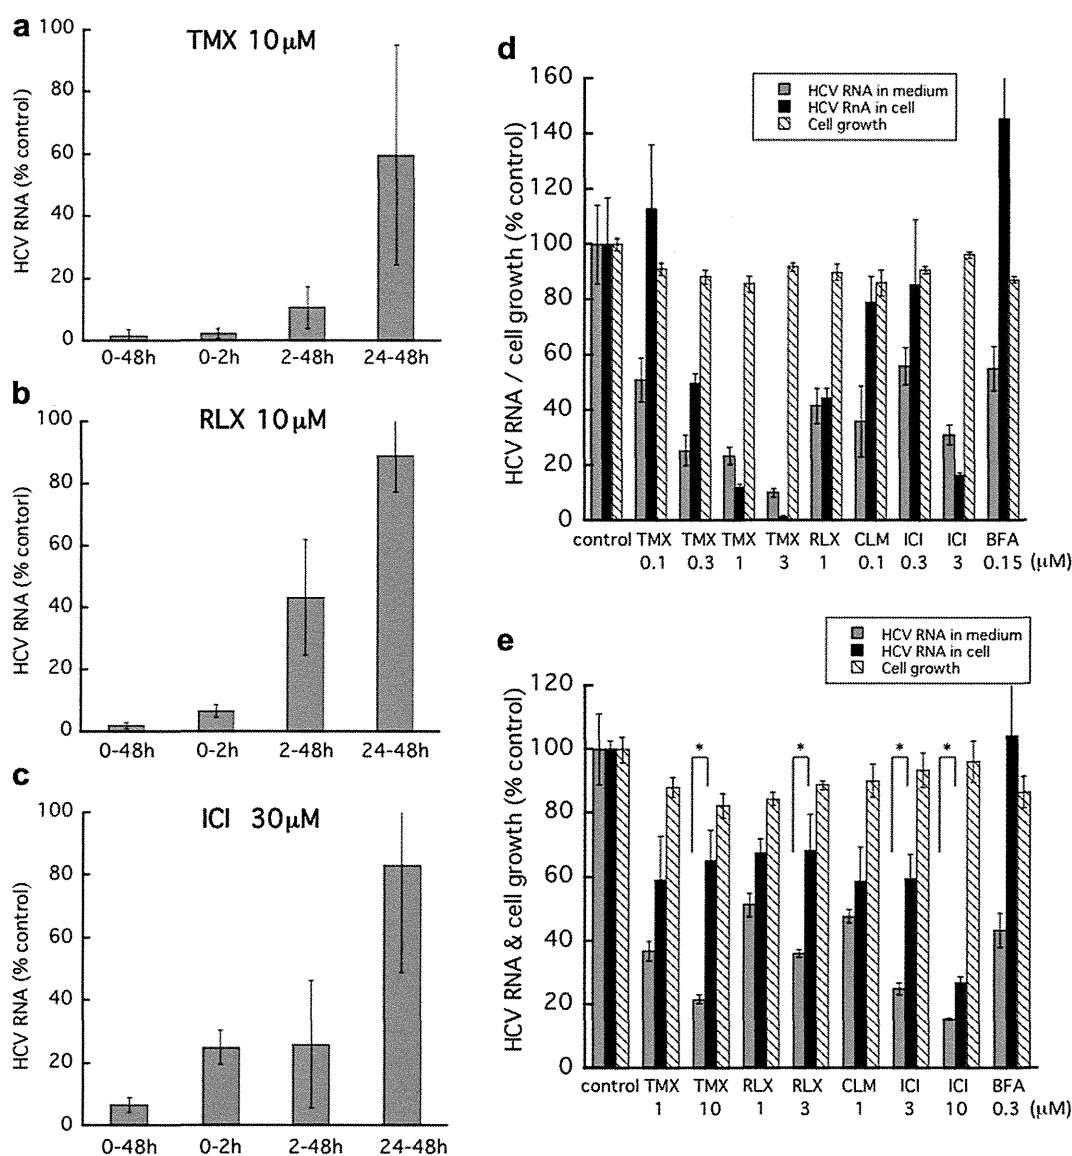 a
TMX 10μM
HCV RNA (% control)
100
80
60
40
20
0
0-48h 0-2h 2-48h 24-48h
b
RLX 10μM
HCV RNA (% contorl)
100
80
60
40
20
0
0-48h 0-2h 2-48h 24-48h
c
ICI 30μM
HCV RNA (% control)
100
80
60
40
20
0
0-48h 0-2h 2-48h 24-48h
d
HCV RNA in medium
HCV RnA in cell
Cell growth
HCV RNA / cell growth (% control)
160
140
120
100
80
60
40
20
0
control TMX TMX TMX TMX RLX CLM ICI ICI BFA
0.1 0.3 1 3 1 0.1 0.3 3 0.15 (μM)
e
HCV RNA in medium
HCV RNA in cell
Cell growth
HCV RNA & cell growth (% control)
120
100
80
60
40
20
0
* * * *
control TMX TMX RLX RLX CLM ICI ICI BFA
1 10 1 3 1 3 10 0.3 (μM)